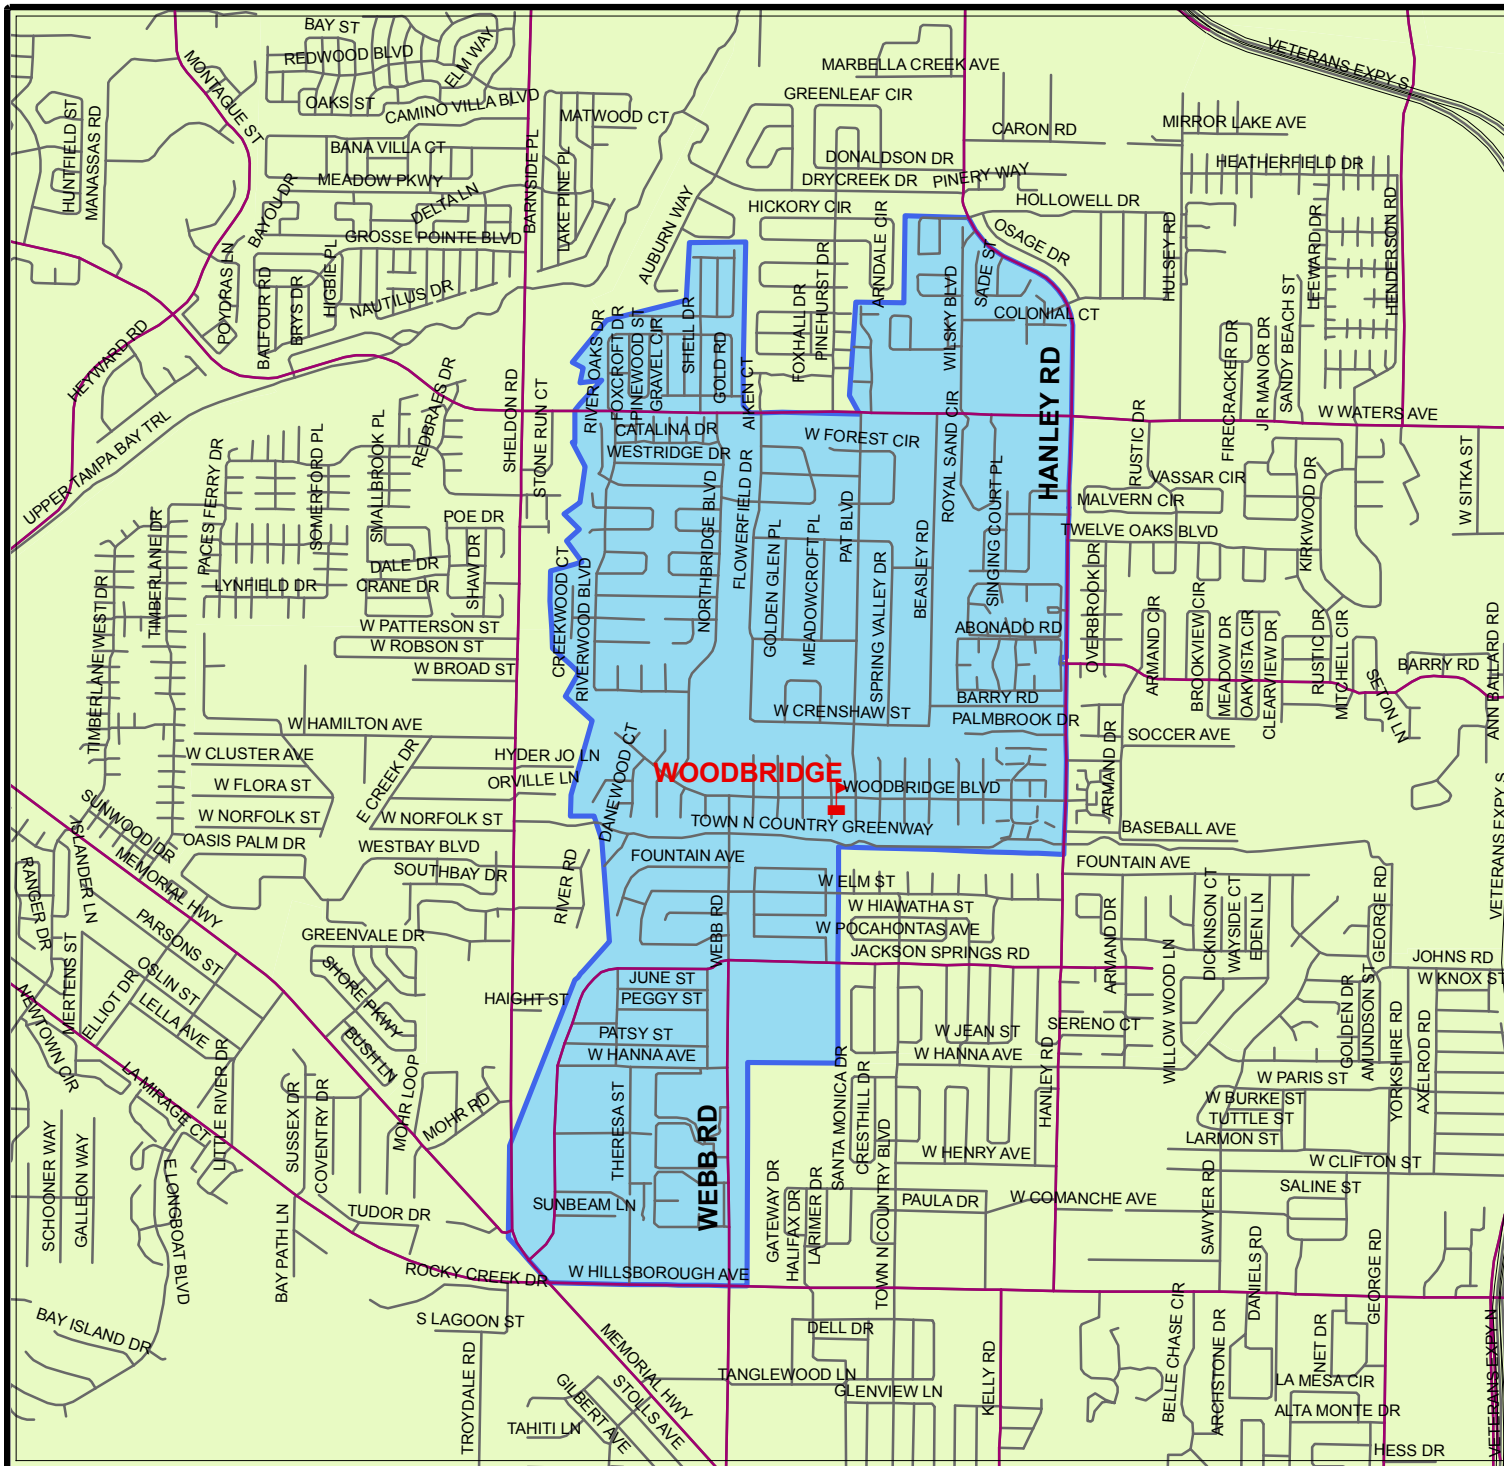 BAY ST
REDWOOD BLVD
ELM WAY
MONTAGUE ST
OAKS ST
CAMINO VILLA BLVD
HUNTFIELD ST
MANASSAS RD
BANA VILLA CT
MEADOW PKWY
BAYOU DR
DELTA LN
GROSSE POINTE BLVD
BARNSIDE PL
LAKE PINE PL
MATWOOD CT
AUBURN WAY
POYDRAS LN
BALFOUR RD
BRYS DR
HIGBIE PL
NAUTILUS DR
HEYWARD RD
UPPER TAMPA BAY TRL
MARBELLA CREEK AVE
GREENLEAF CIR
DONALDSON DR
DRYCREEK DR
PINERY WAY
HICKORY CIR
ARNDALE CIR
PINEHURST DR
FOXHALL DR
CARON RD
VETERANS EXPY S
MIRROR LAKE AVE
HEATHERFIELD DR
HOLLOWELL DR
OSAGE DR
SADE ST
WILSKY BLVD
COLONIAL CT
HULSEY RD
LEEWARD DR
HENDERSON RD
SANDY BEACH ST
JR MANOR DR
FIRECRACKER DR
W WATERS AVE
HANLEY RD
RIVER OAKS DR
FOXCROFT DR
PINEWOOD ST
GRAVEL CIR
SHELL DR
GOLD RD
AIKEN CT
CATALINA DR
WESTRIDGE DR
W FOREST CIR
ROYAL SAND CIR
SHELDON RD
STONE RUN CT
REDBRAES DR
SMALLBROOK PL
SOMERFORD PL
PACES FERRY DR
TIMBERLANE DR
TIMBERLANE WEST DR
POE DR
SHAW DR
DALE DR
CRANE DR
LYNFIELD DR
W PATTERSON ST
W ROBSON ST
W BROAD ST
CREEKWOOD CT
RIVERWOOD BLVD
NORTHBRIDGE BLVD
FLOWERFIELD DR
GOLDEN GLEN PL
MEADOWCROFT PL
PAT BLVD
SPRING VALLEY DR
BEASLEY RD
SINGING COURT PL
ABONADO RD
BARRY RD
PALMBROOK DR
W CRENSHAW ST
RUSTIC DR
VASSAR CIR
MALVERN CIR
TWELVE OAKS BLVD
KIRKWOOD DR
W SITKA ST
OVERBROOK DR
ARMAND CIR
BROOKVIEW CIR
MEADOW DR
OAKVISTA CIR
CLEARVIEW DR
RUSTIC DR
MITCHELL CIR
SETON LN
BARRY RD
ANN BALLARD RD
SOCCER AVE
ARMAND DR
BASEBALL AVE
VETERANS EXPY S
W HAMILTON AVE
W CLUSTER AVE
W FLORA ST
W NORFOLK ST
E CREEK DR
HYDER JO LN
ORVILLE LN
W NORFOLK ST
DANEWOOD CT
WOODBRIDGE
WOODBRIDGE BLVD
TOWN N COUNTRY GREENWAY
SUNWOOD DR
ISLANDER LN
RANGER DR
OASIS PALM DR
WESTBAY BLVD
SOUTHBAY DR
RIVER RD
FOUNTAIN AVE
FOUNTAIN AVE
MEMORIAL HWY
PARSONS ST
OSLIN ST
LELLA AVE
ELLIOT DR
MERTENS ST
NEWTOWN CIR
GREENVALE DR
SHORE PKWY
BUSH LN
HAIGHT ST
WEBB RD
W ELM ST
W HIAWATHA ST
W POCAHONTAS AVE
JACKSON SPRINGS RD
JUNE ST
PEGGY ST
PATSY ST
W HANNA AVE
W JEAN ST
W HANNA AVE
SERENO CT
ARMAND DR
WILLOW WOOD LN
DICKINSON CT
WAYSIDE CT
EDEN LN
GEORGE RD
JOHNS RD
W KNOX ST
GOLDEN DR
AMUNDSON ST
YORKSHIRE RD
AXELROD RD
W PARIS ST
W BURKE ST
TUTTLE ST
LARMON ST
W CLIFTON ST
SALINE ST
LA MIRAGE CT
LITTLE RIVER DR
SUSSEX DR
COVENTRY DR
MOHR LOOP
MOHR RD
SCHOONER WAY
GALLEON WAY
E LONGBOAT BLVD
BAY PATH LN
TUDOR DR
THERESA ST
WEBB RD
SUNBEAM LN
SANTA MONICA DR
CRESTHILL DR
TOWN N COUNTRY BLVD
HANLEY RD
W HENRY AVE
PAULA DR
W COMANCHE AVE
GATEWAY DR
HALIFAX DR
LARIMER DR
SAWYER RD
DANIELS RD
GEORGE RD
W HILLSBOROUGH AVE
ROCKY CREEK DR
S LAGOON ST
BAY ISLAND DR
TROYDALE RD
TAHITI LN
GILBERT AVE
STOLLS AVE
MEMORIAL HWY
DELL DR
TANGLEWOOD LN
GLENVIEW LN
KELLY RD
BELLE CHASE CIR
ARCHSTONE DR
NET DR
LA MESA CIR
ALTA MONTE DR
HESS DR
VETERANS EXPY N